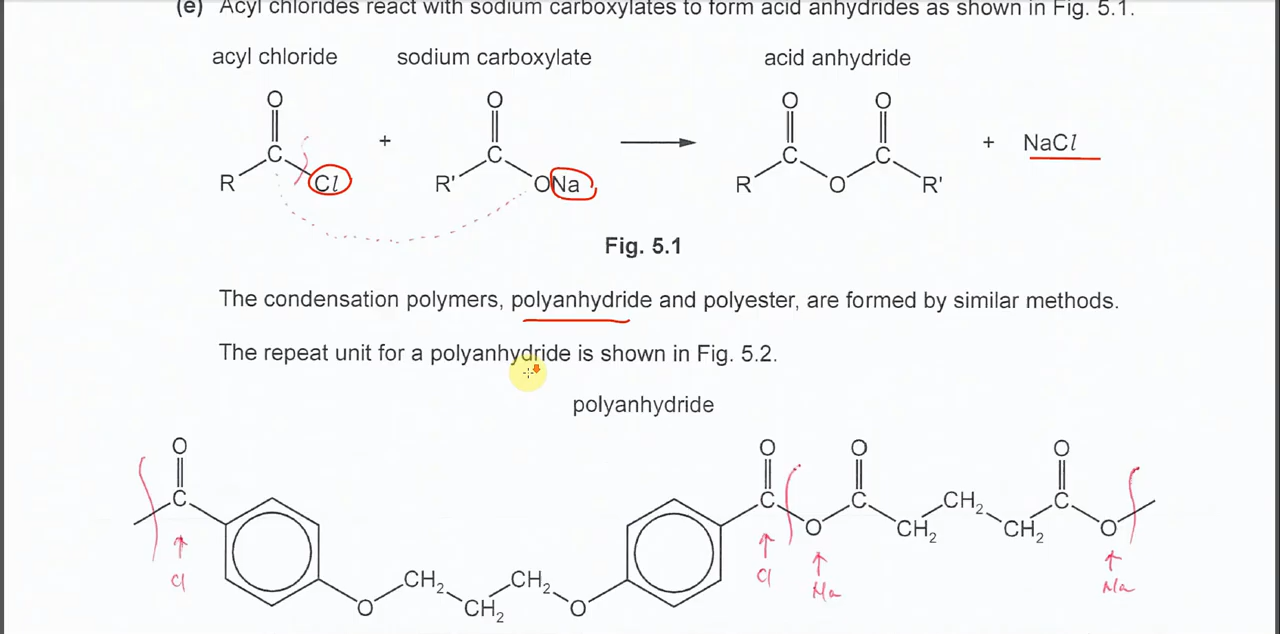 (e) Acyl chlorides react with sodium carboxylates to form acid anhydrides as shown in Fig. 5.1.
acyl chloride sodium carboxylate acid anhydride
O O O O
C + C C C + NaCl
R Cl R' ONa R O R'
Fig. 5.1
The condensation polymers, polyanhydride and polyester, are formed by similar methods.
The repeat unit for a polyanhydride is shown in Fig. 5.2.
polyanhydride
O O O O
C C C CH₂ C
O CH₂ CH₂ O
Cl Cl Na Na
CH₂ CH₂
O CH₂ O